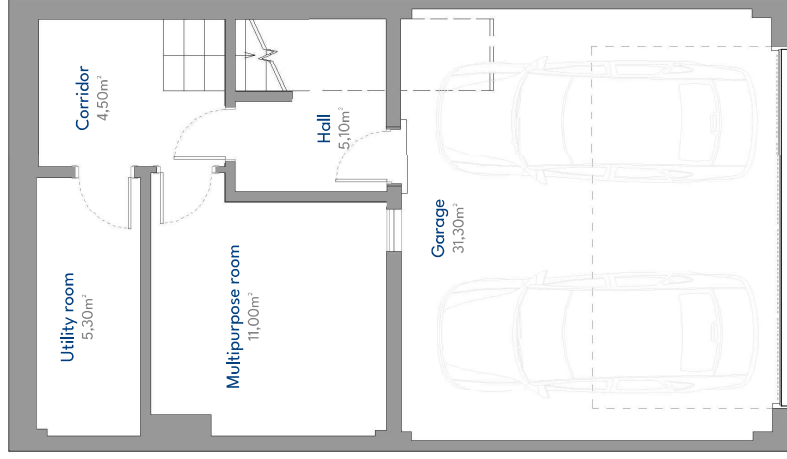 Corridor
4,50m²
Hall
5,10m²
Garage
31,30m²
Utility room
5,30m²
Multipurpose room
11,00m²